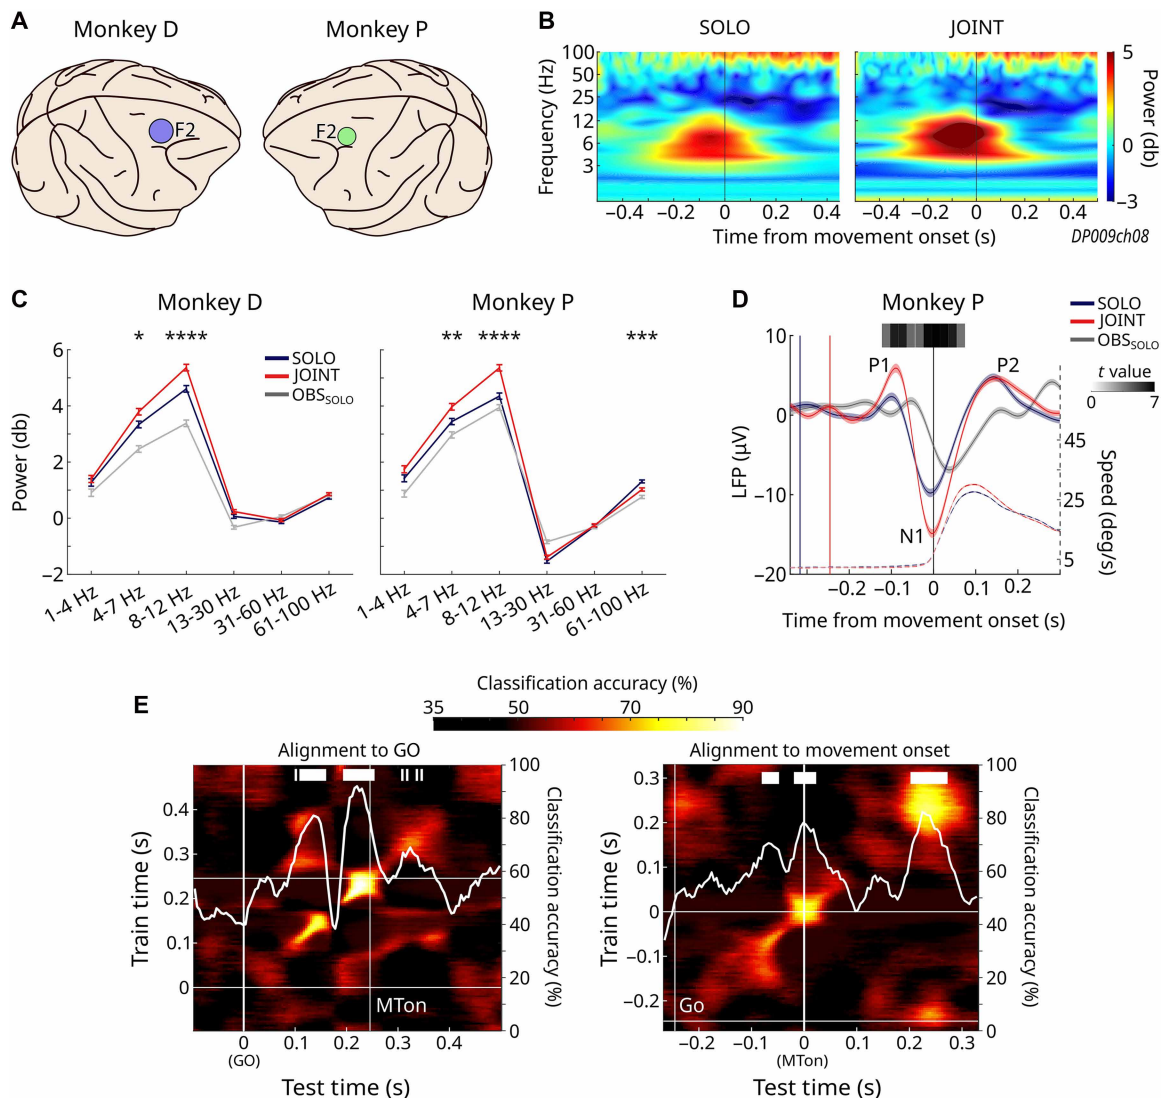 A
Monkey D
Monkey P
F2
F2
B
SOLO
JOINT
Frequency (Hz)
100
50
25
12
6
3
−0.4 −0.2 0 0.2 0.4
−0.4 −0.2 0 0.2 0.4
Time from movement onset (s)
5
0
−3
Power (db)
DP009ch08
C
Monkey D
Monkey P
* ****
** **** ***
SOLO
JOINT
OBSSOLO
Power (db)
6
4
2
0
−2
1-4 Hz
4-7 Hz
8-12 Hz
13-30 Hz
31-60 Hz
61-100 Hz
1-4 Hz
4-7 Hz
8-12 Hz
13-30 Hz
31-60 Hz
61-100 Hz
D
Monkey P
SOLO
JOINT
OBSSOLO
t value
0 7
P1
P2
N1
LFP (μV)
10
0
−10
−20
45
25
5
Speed (deg/s)
−0.2 −0.1 0 0.2
Time from movement onset (s)
E
Classification accuracy (%)
35 50 70 90
Alignment to GO
Train time (s)
0.4
0.3
0.2
0.1
0
MTon
100
80
60
40
20
0
Classification accuracy (%)
0 0.1 0.2 0.3 0.4
(GO)
Test time (s)
Alignment to movement onset
Train time (s)
0.3
0.2
0.1
0
−0.1
−0.2
Go
100
80
60
40
20
0
Classification accuracy (%)
−0.2 −0.1 0 0.1 0.2 0.3
(MTon)
Test time (s)